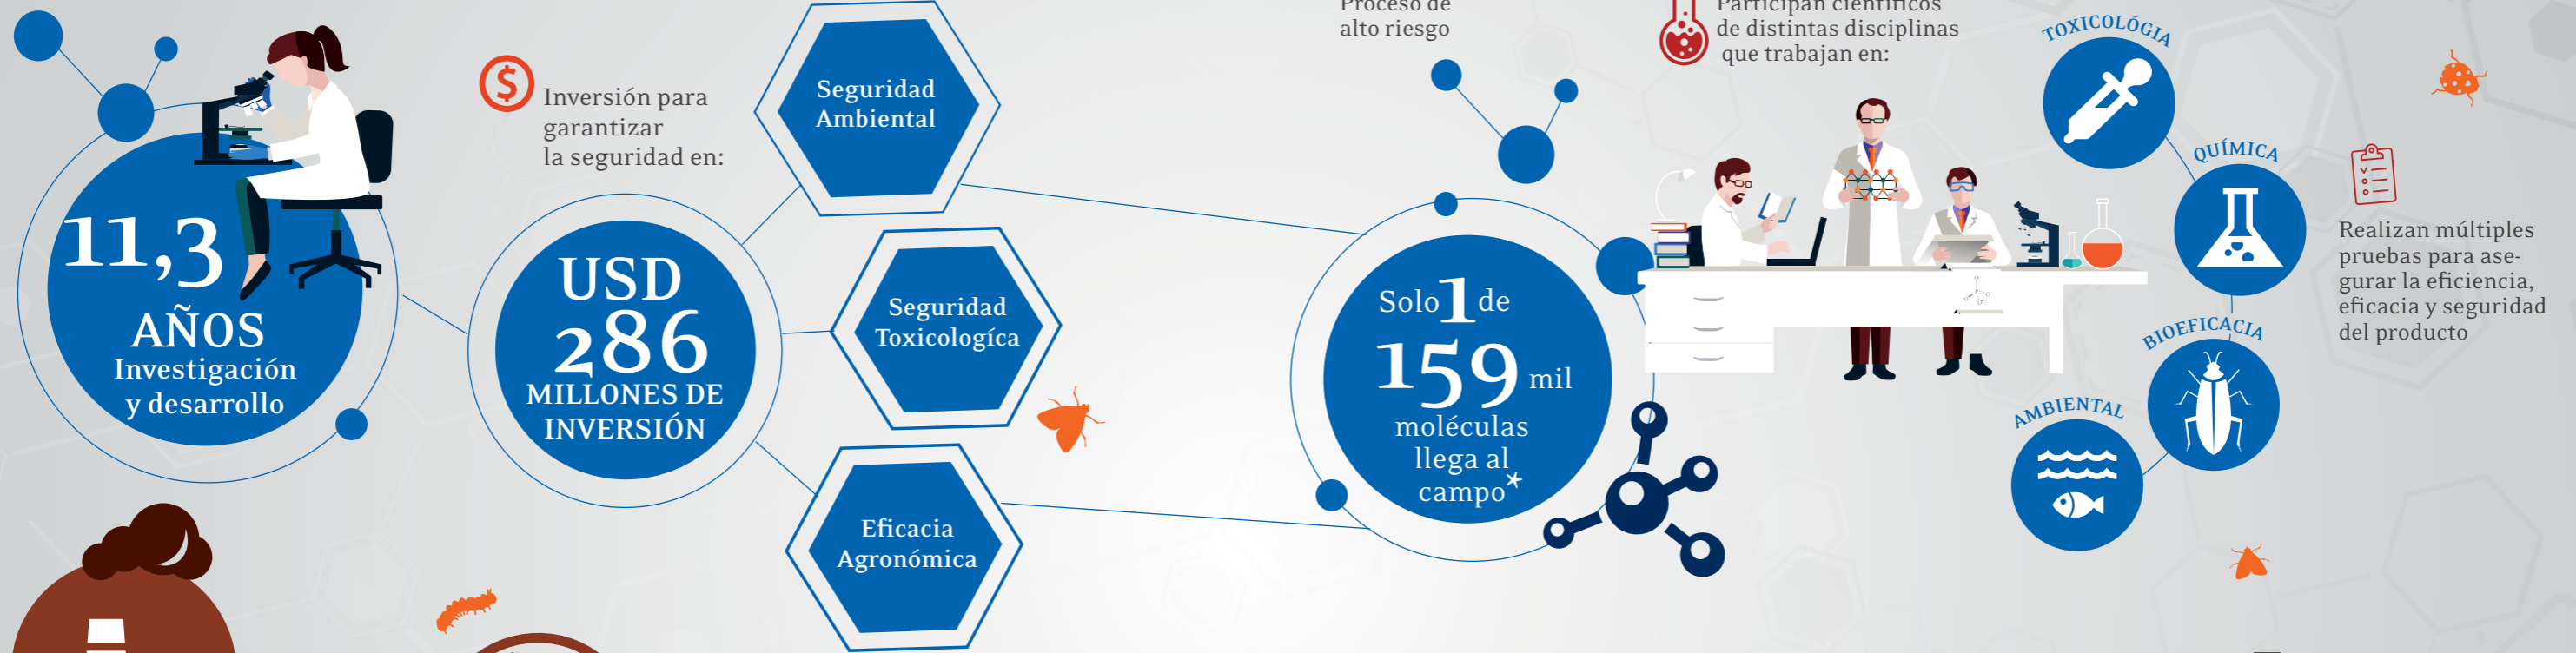 11,3
AÑOS
Investigación
y desarrollo
$
Inversión para
garantizar
la seguridad en:
USD
286
MILLONES DE
INVERSIÓN
Seguridad
Ambiental
Seguridad
Toxicologíca
Eficacia
Agronómica
Proceso de
alto riesgo
Solo 1 de
159 mil
moléculas
llega al
campo*
Participan científicos
de distintas disciplinas
que trabajan en:
TOXICOLÓGIA
QUÍMICA
BIOEFICACIA
AMBIENTAL
Realizan múltiples
pruebas para ase-
gurar la eficiencia,
eficacia y seguridad
del producto